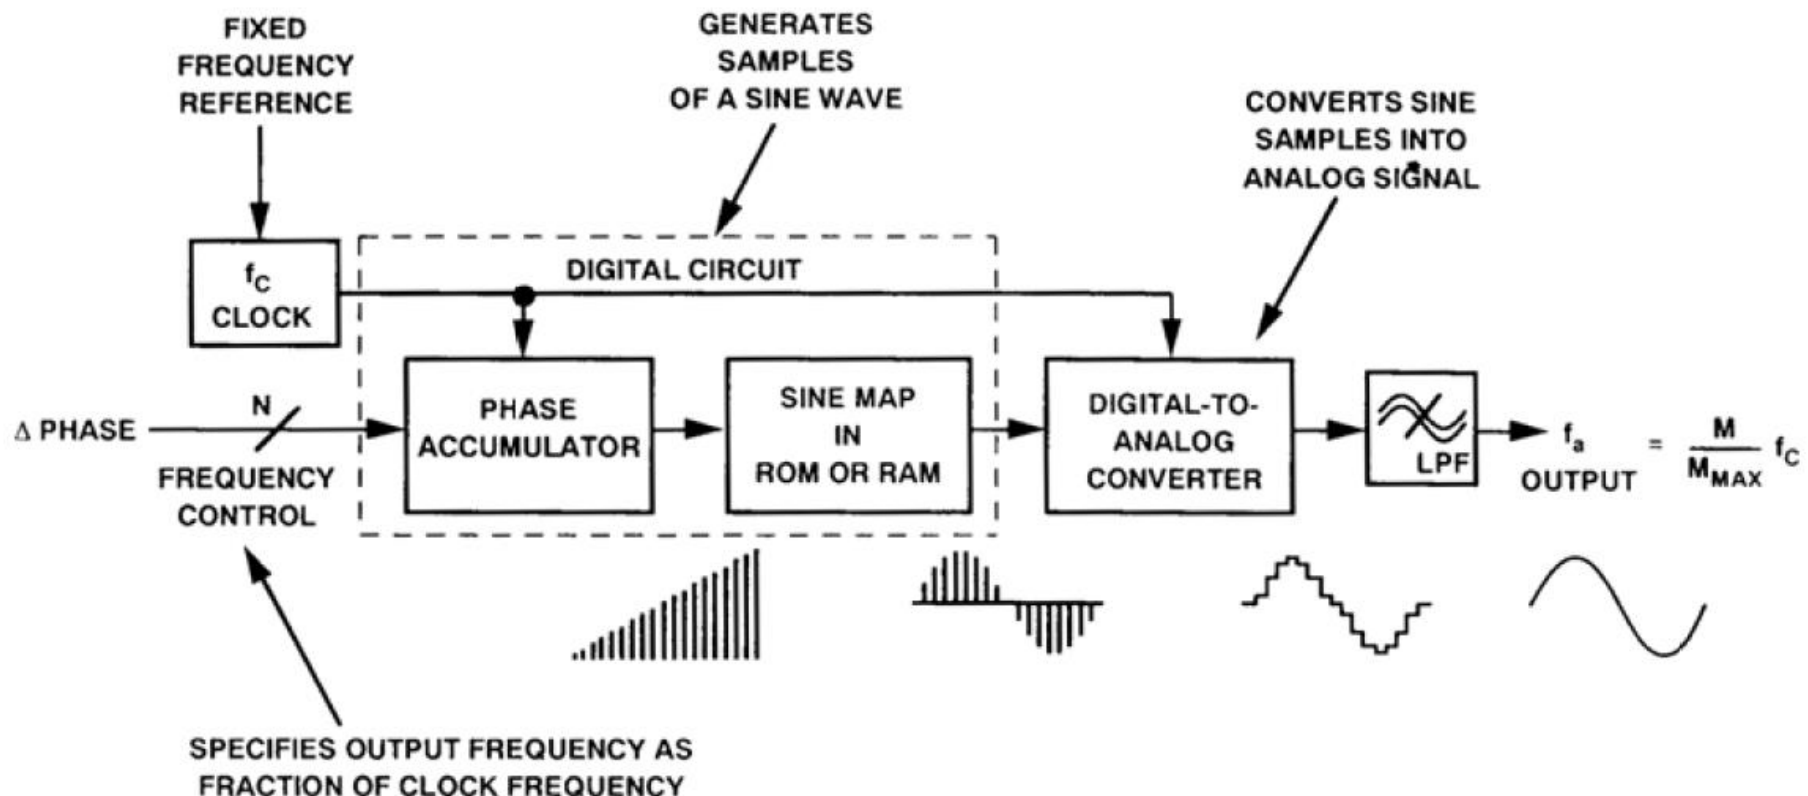 FIXED
FREQUENCY
REFERENCE
GENERATES
SAMPLES
OF A SINE WAVE
CONVERTS SINE
SAMPLES INTO
ANALOG SIGNAL
fC
CLOCK
DIGITAL CIRCUIT
Δ PHASE
N
FREQUENCY
CONTROL
PHASE
ACCUMULATOR
SINE MAP
IN
ROM OR RAM
DIGITAL-TO-
ANALOG
CONVERTER
LPF
fa = M/MMAX fC
OUTPUT
SPECIFIES OUTPUT FREQUENCY AS
FRACTION OF CLOCK FREQUENCY